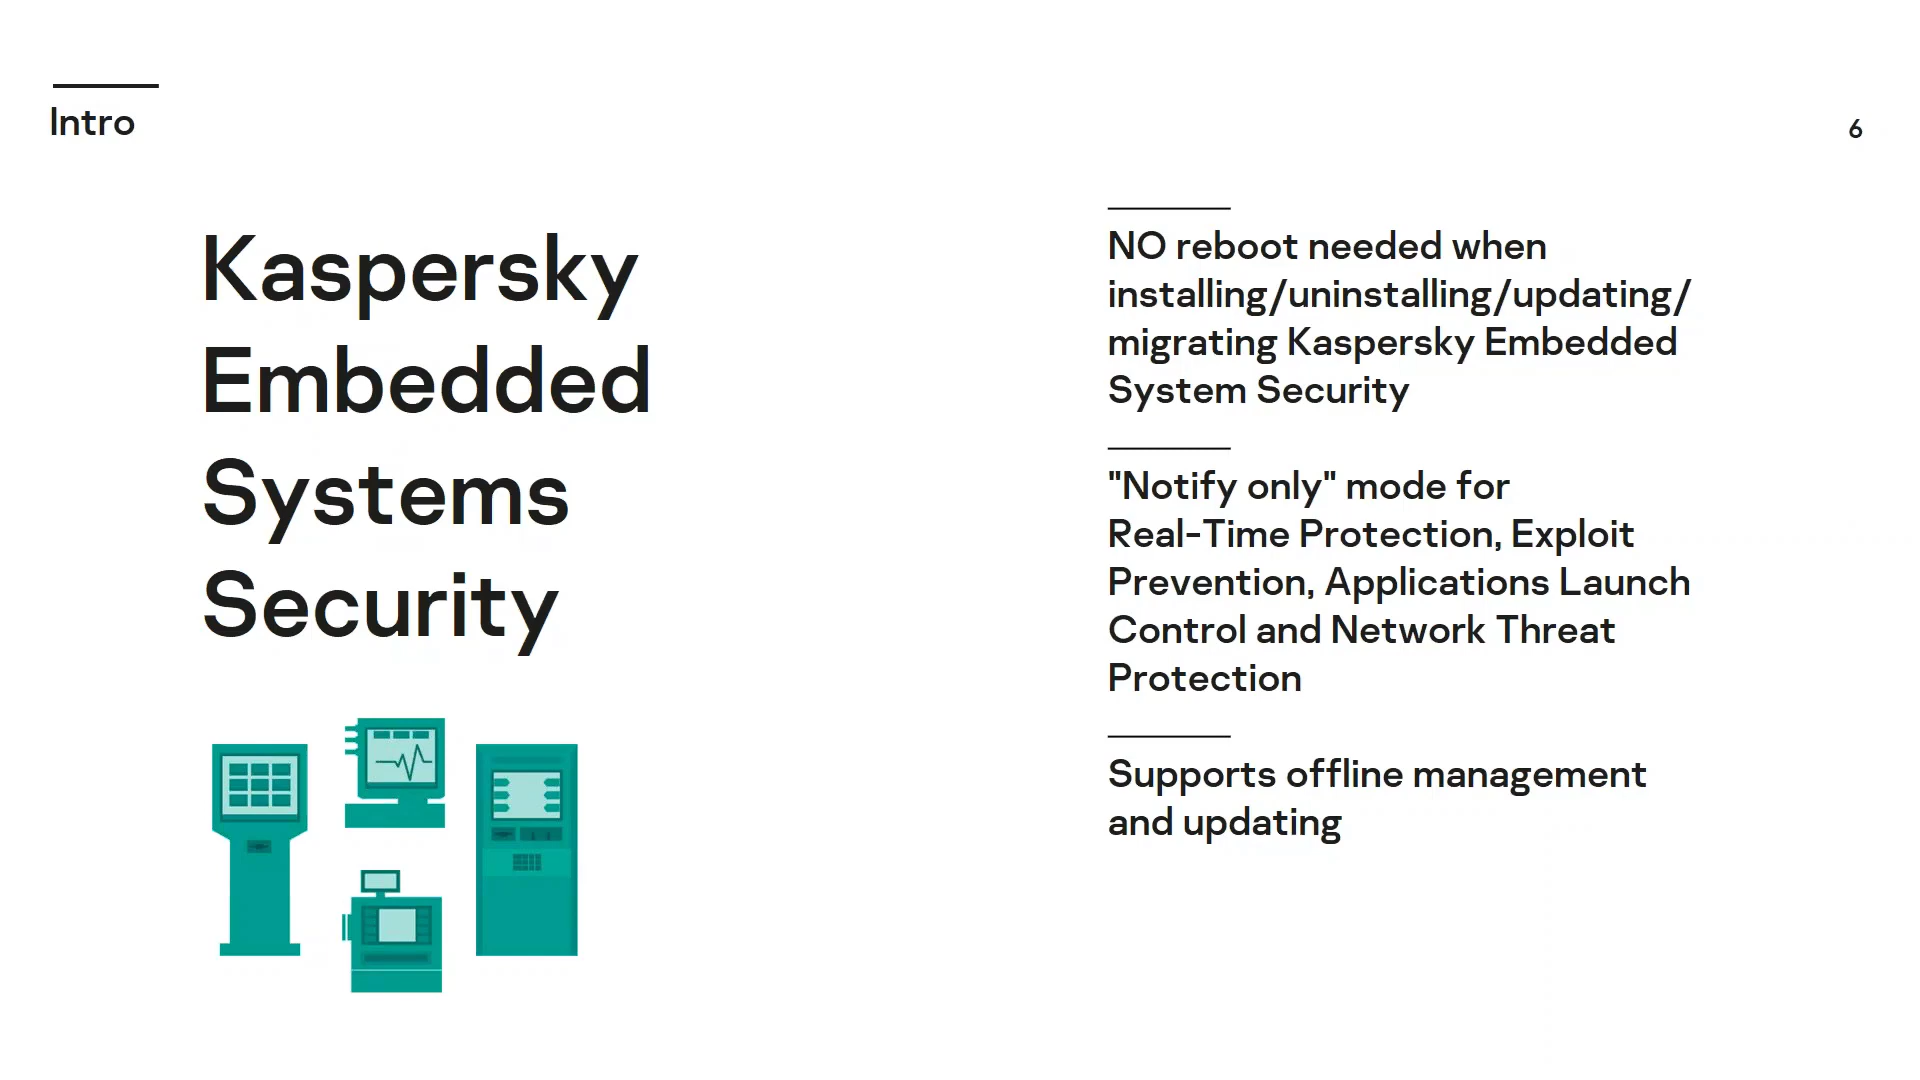 Intro
6
Kaspersky
Embedded
Systems
Security
NO reboot needed when
installing/uninstalling/updating/
migrating Kaspersky Embedded
System Security
"Notify only" mode for
Real-Time Protection, Exploit
Prevention, Applications Launch
Control and Network Threat
Protection
Supports offline management
and updating